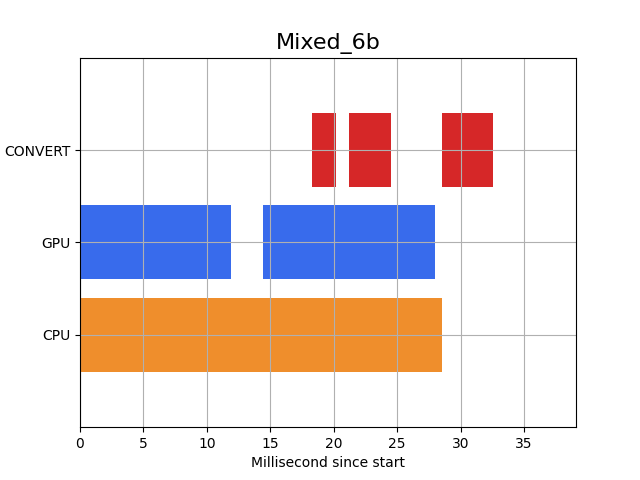 Mixed_6b
CONVERT
GPU
CPU
0 5 10 15 20 25 30 35
Millisecond since start